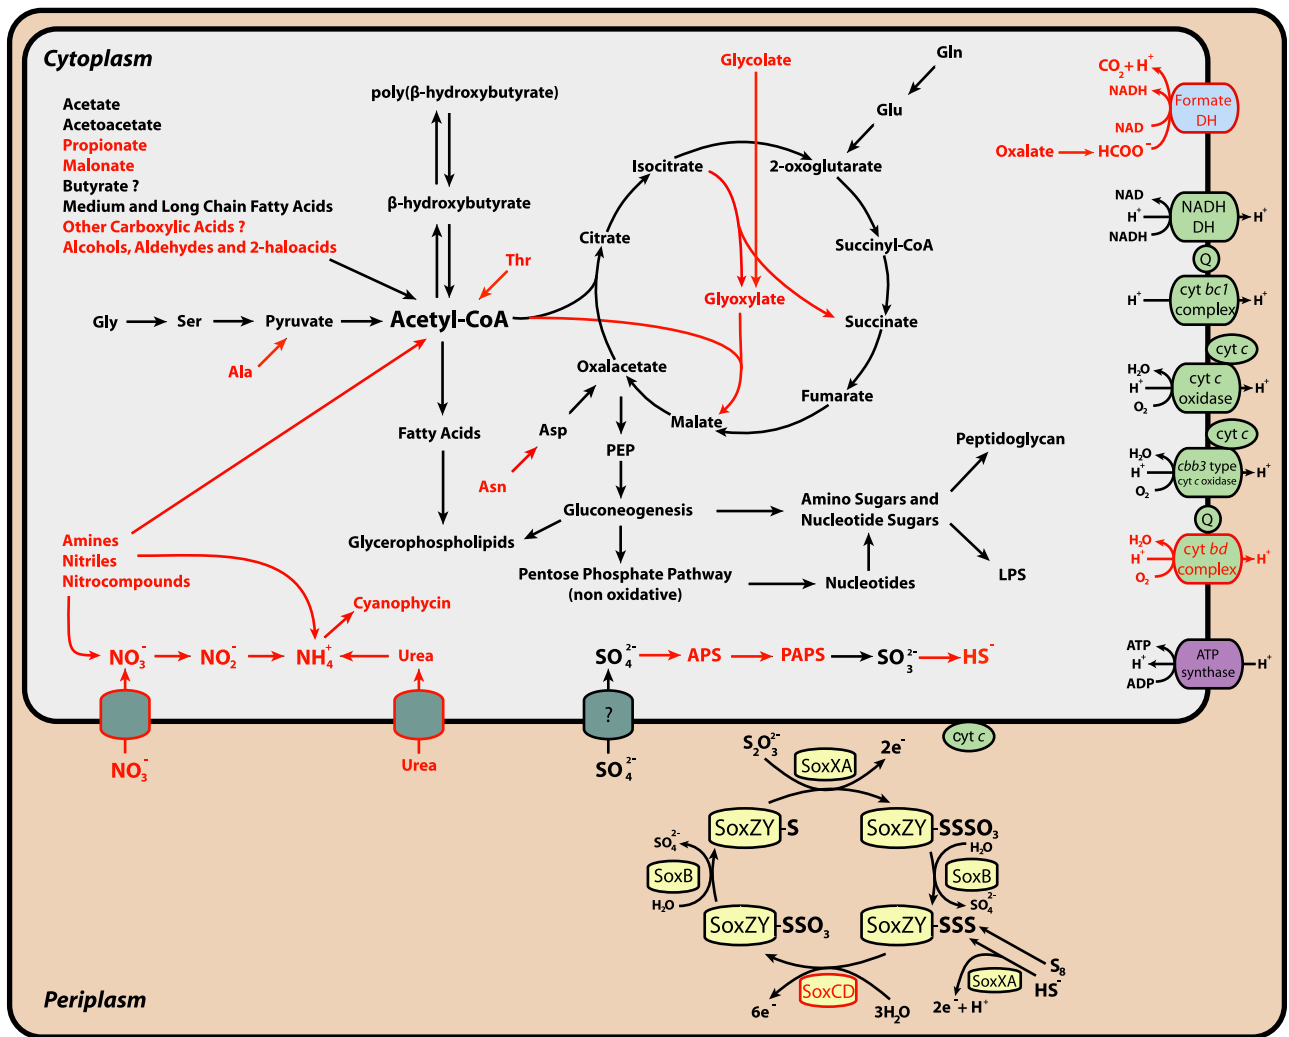 Cytoplasm
Acetate
Acetoacetate
Propionate
Malonate
Butyrate ?
Medium and Long Chain Fatty Acids
Other Carboxylic Acids ?
Alcohols, Aldehydes and 2-haloacids
poly(β-hydroxybutyrate)
β-hydroxybutyrate
Glycolate
Gln
Glu
Isocitrate
2-oxoglutarate
Citrate
Succinyl-CoA
Thr
Glyoxylate
Gly
Ser
Pyruvate
Acetyl-CoA
Succinate
Ala
Oxalacetate
Fumarate
Malate
Fatty Acids
Asp
PEP
Asn
Peptidoglycan
Gluconeogenesis
Amino Sugars and
Nucleotide Sugars
Glycerophospholipids
Pentose Phosphate Pathway
(non oxidative)
Nucleotides
LPS
Amines
Nitriles
Nitrocompounds
Cyanophycin
NO3-
NO2-
NH4+
Urea
SO42-
APS
PAPS
SO32-
HS-
?
NO3-
Urea
SO42-
CO2 + H+
NADH
NAD
Oxalate
HCOO-
Formate
DH
NAD
H+
NADH
NADH
DH
H+
Q
H+
cyt bc1
complex
H+
cyt c
H2O
H+
O2
cyt c
oxidase
H+
cyt c
H2O
H+
O2
cbb3 type
cyt c oxidase
H+
Q
H2O
H+
O2
cyt bd
complex
H+
ATP
H+
ADP
ATP
synthase
H+
cyt c
S2O32-
SoxXA
2e-
SoxZY-S
SoxZY-SSSO3
SO42-
SoxB
H2O
H2O
SoxB
SO42-
SoxZY-SSO3
SoxZY-SSS
SoxCD
6e-
3H2O
S8
SoxXA
HS-
2e- + H+
Periplasm